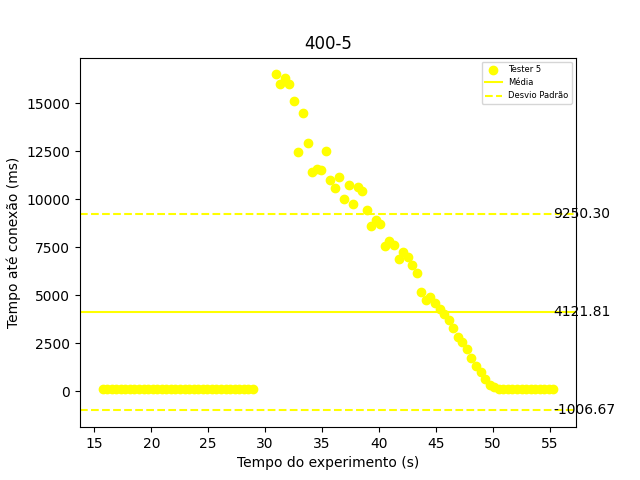 400-5
Tester 5
Média
Desvio Padrão
15000
12500
10000
7500
5000
2500
0
9250.30
4121.81
-1006.67
Tempo até conexão (ms)
15 20 25 30 35 40 45 50 55
Tempo do experimento (s)